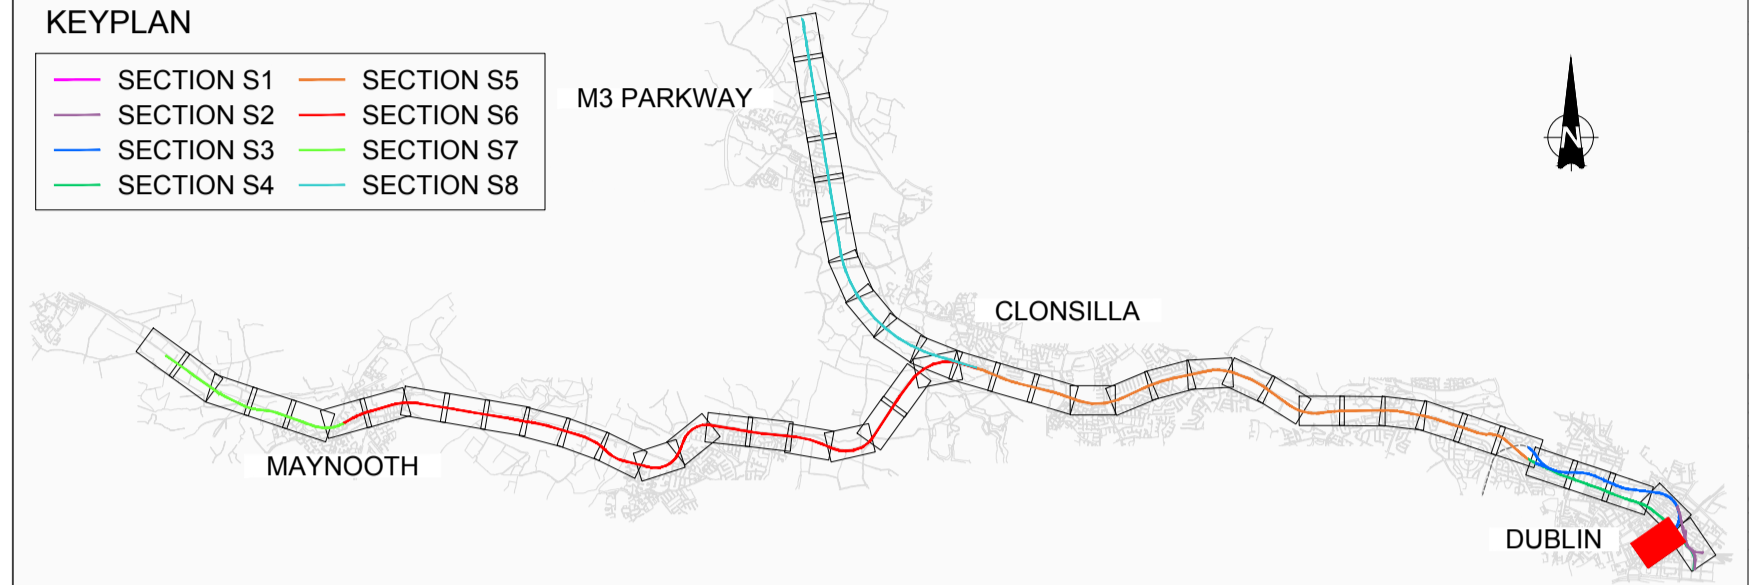 KEYPLAN
SECTION S1
SECTION S2
SECTION S3
SECTION S4
SECTION S5
SECTION S6
SECTION S7
SECTION S8
M3 PARKWAY
N
CLONSILLA
MAYNOOTH
DUBLIN